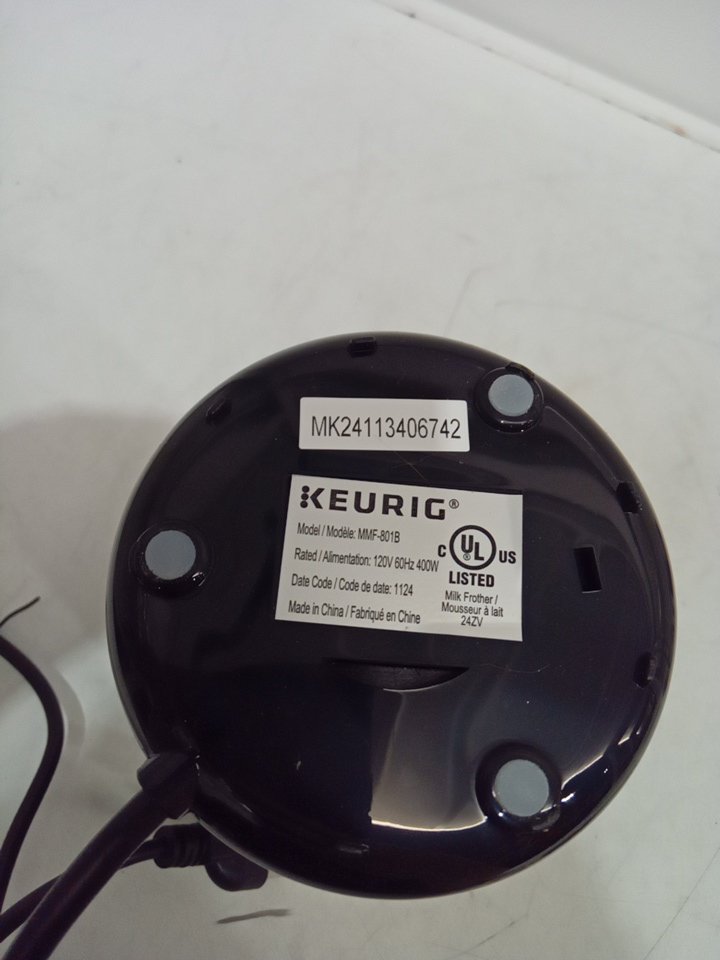 MK24113406742
KEURIG®
Model / Modèle: MMF-801B
Rated / Alimentation: 120V 60Hz 400W
Date Code / Code de date: 1124
Made in China / Fabriqué en Chine
C UL® US
LISTED
Milk Frother /
Mousseur à lait
24ZV